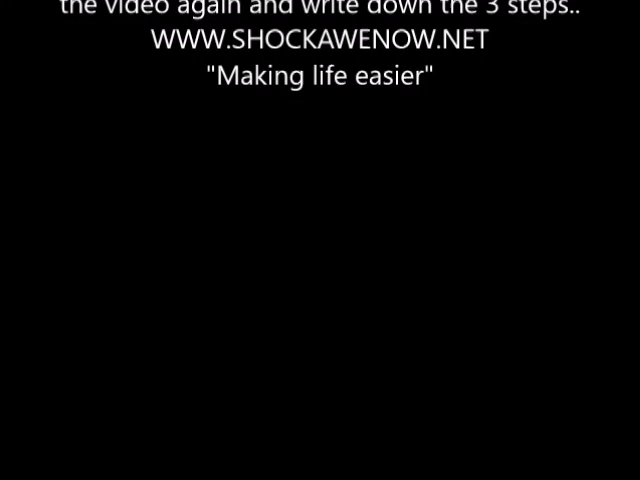 the video again and write down the 3 steps..
WWW.SHOCKAWENOW.NET
"Making life easier"